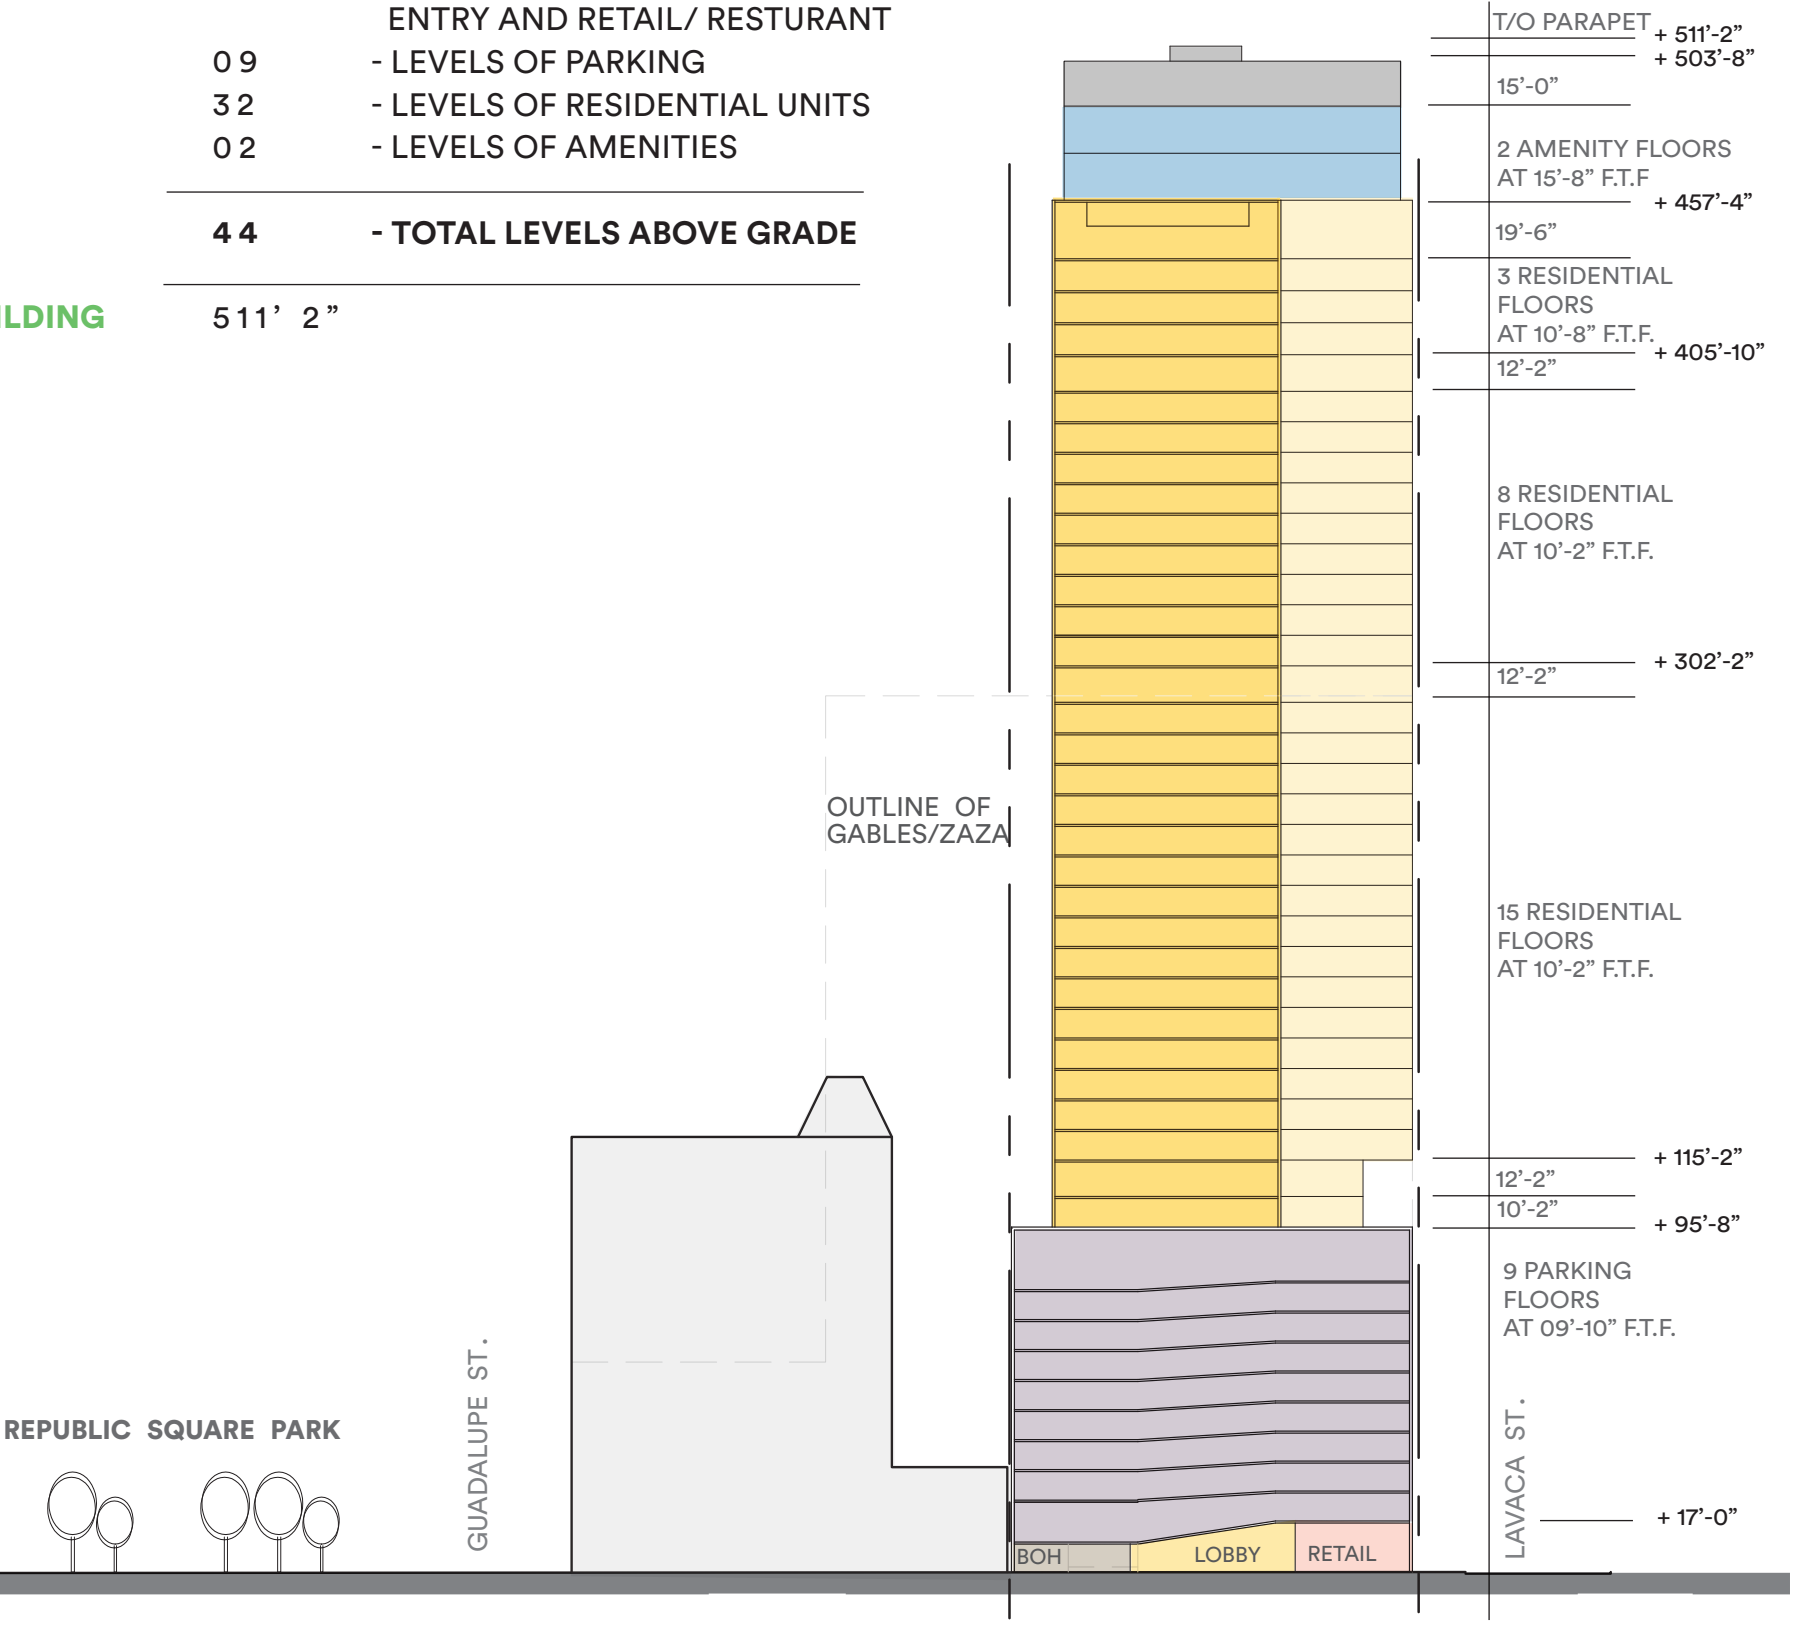 ENTRY AND RETAIL/ RESTURANT
09 - LEVELS OF PARKING
32 - LEVELS OF RESIDENTIAL UNITS
02 - LEVELS OF AMENITIES
44 - TOTAL LEVELS ABOVE GRADE
ILDING 511’ 2”
T/O PARAPET
+ 511’-2”
+ 503’-8”
15’-0”
2 AMENITY FLOORS
AT 15’-8” F.T.F
+ 457’-4”
19’-6”
3 RESIDENTIAL
FLOORS
AT 10’-8” F.T.F.
+ 405’-10”
12’-2”
8 RESIDENTIAL
FLOORS
AT 10’-2” F.T.F.
+ 302’-2”
12’-2”
OUTLINE OF
GABLES/ZAZA
15 RESIDENTIAL
FLOORS
AT 10’-2” F.T.F.
+ 115’-2”
12’-2”
10’-2”
+ 95’-8”
9 PARKING
FLOORS
AT 09’-10” F.T.F.
REPUBLIC SQUARE PARK
GUADALUPE ST.
LAVACA ST.
+ 17’-0”
BOH
LOBBY
RETAIL